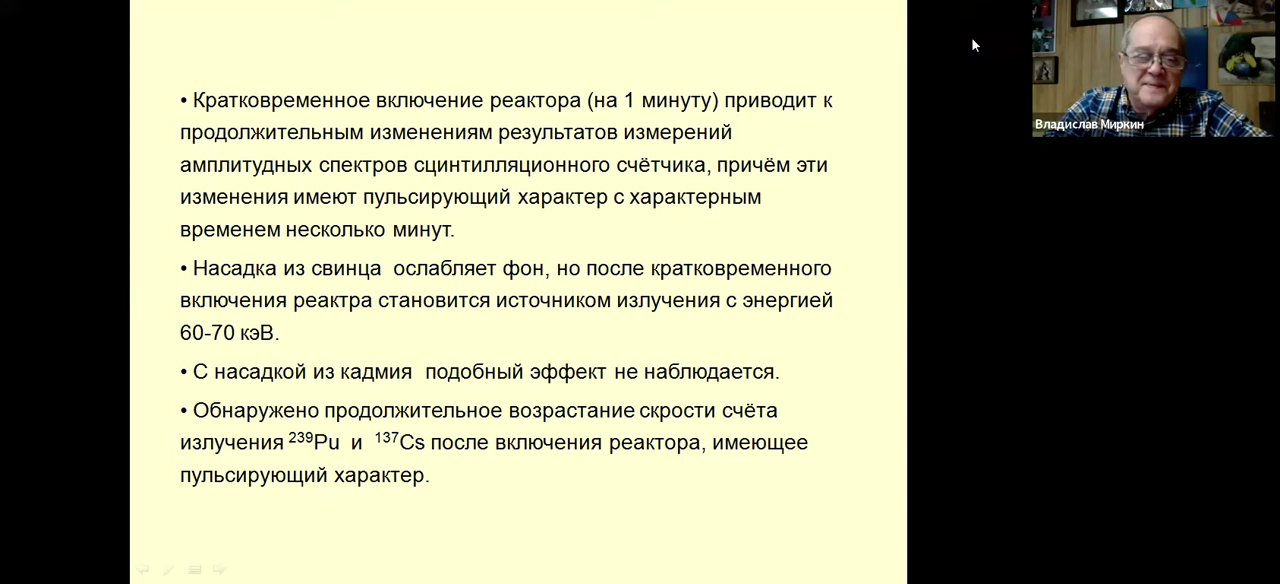 • Кратковременное включение реактора (на 1 минуту) приводит к
продолжительным изменениям результатов измерений
амплитудных спектров сцинтилляционного счётчика, причём эти
изменения имеют пульсирующий характер с характерным
временем несколько минут.
• Насадка из свинца ослабляет фон, но после кратковременного
включения реактра становится источником излучения с энергией
60-70 кэВ.
• С насадкой из кадмия подобный эффект не наблюдается.
• Обнаружено продолжительное возрастание скрости счёта
излучения ²³⁹Pu и ¹³⁷Cs после включения реактора, имеющее
пульсирующий характер.
Владислав Миркин